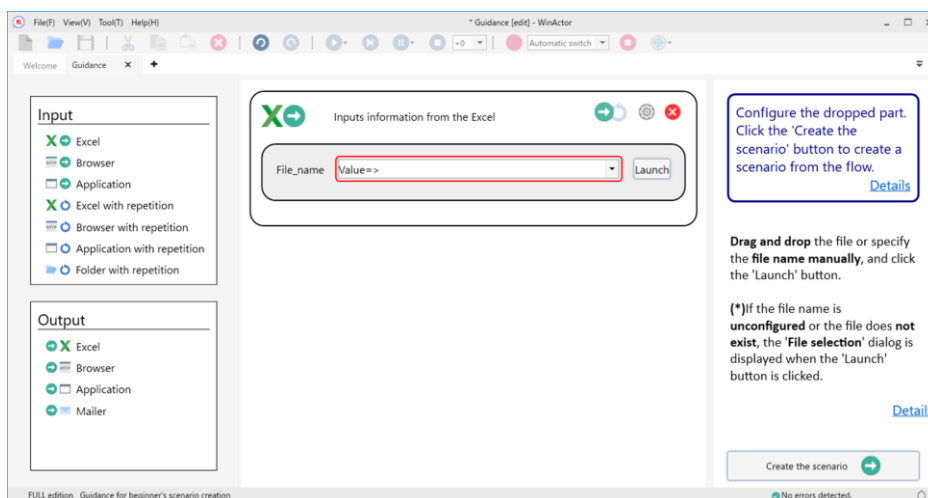 File(F) View(V) Tool(T) Help(H)
* Guidance [edit] - WinActor
+0
Automatic switch
Welcome Guidance
Input
Excel
Browser
Application
Excel with repetition
Browser with repetition
Application with repetition
Folder with repetition
Output
Excel
Browser
Application
Mailer
Inputs information from the Excel
File_name Value=> Launch
Configure the dropped part.
Click the 'Create the
scenario' button to create a
scenario from the flow.
Details
Drag and drop the file or specify
the file name manually, and click
the 'Launch' button.
(*)If the file name is
unconfigured or the file does not
exist, the 'File selection' dialog is
displayed when the 'Launch'
button is clicked.
Detail
Create the scenario
FULL edition Guidance for beginner's scenario creation
No errors detected.